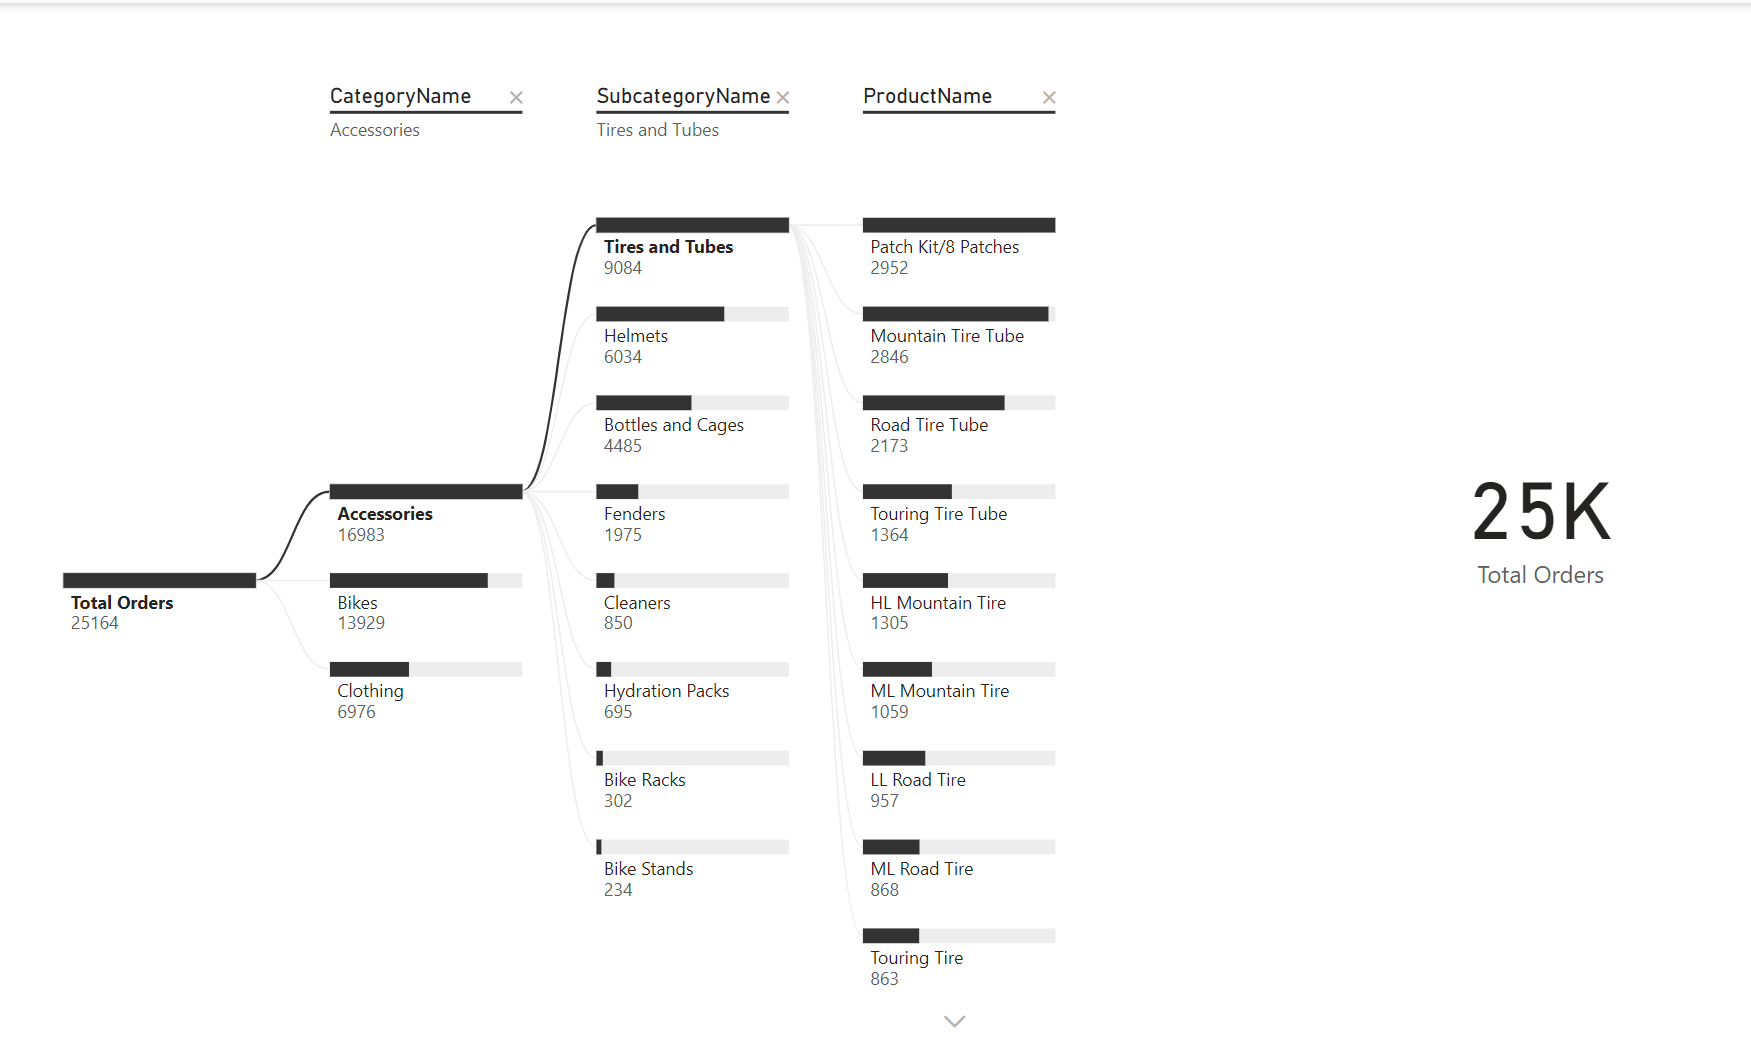 CategoryName
Accessories
SubcategoryName
Tires and Tubes
ProductName
Total Orders
25164
Accessories
16983
Bikes
13929
Clothing
6976
Tires and Tubes
9084
Helmets
6034
Bottles and Cages
4485
Fenders
1975
Cleaners
850
Hydration Packs
695
Bike Racks
302
Bike Stands
234
Patch Kit/8 Patches
2952
Mountain Tire Tube
2846
Road Tire Tube
2173
Touring Tire Tube
1364
HL Mountain Tire
1305
ML Mountain Tire
1059
LL Road Tire
957
ML Road Tire
868
Touring Tire
863
25K
Total Orders